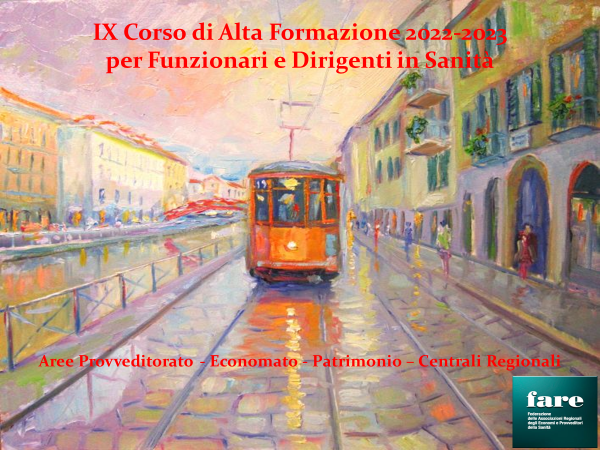 IX Corso di Alta Formazione 2022-2023
per Funzionari e Dirigenti in Sanità
Aree Provveditorato - Economato - Patrimonio – Centrali Regionali
fare
Federazione
delle Associazioni Regionali
degli Economi e Provveditori
della Sanità